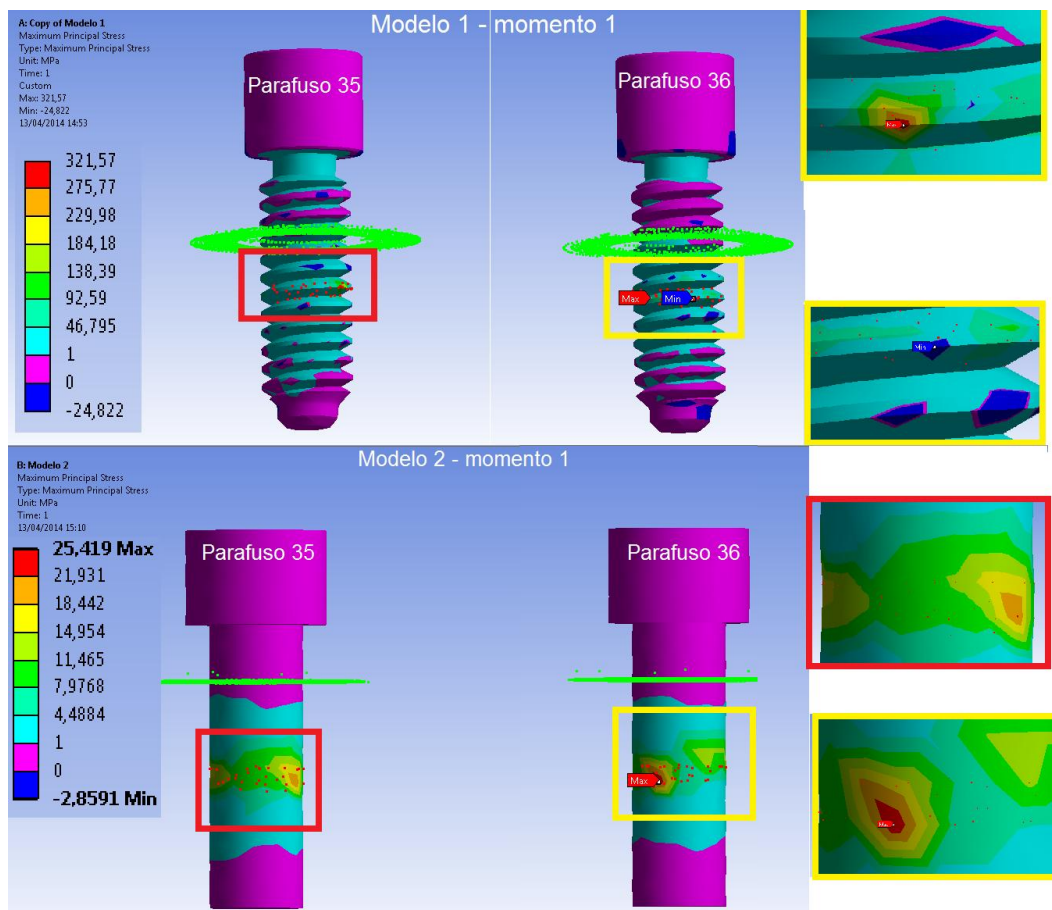 A: Copy of Modelo 1
Maximum Principal Stress
Type: Maximum Principal Stress
Unit: MPa
Time: 1
Custom
Max: 321,57
Min: -24,822
13/04/2014 14:53
Modelo 1 - momento 1
Parafuso 35
Parafuso 36
321,57
275,77
229,98
184,18
138,39
92,59
46,795
1
0
-24,822
Max
Min
Max
Min
B: Modelo 2
Maximum Principal Stress
Type: Maximum Principal Stress
Unit: MPa
Time: 1
13/04/2014 15:10
Modelo 2 - momento 1
Parafuso 35
Parafuso 36
25,419 Max
21,931
18,442
14,954
11,465
7,9768
4,4884
1
0
-2,8591 Min
Max
Max